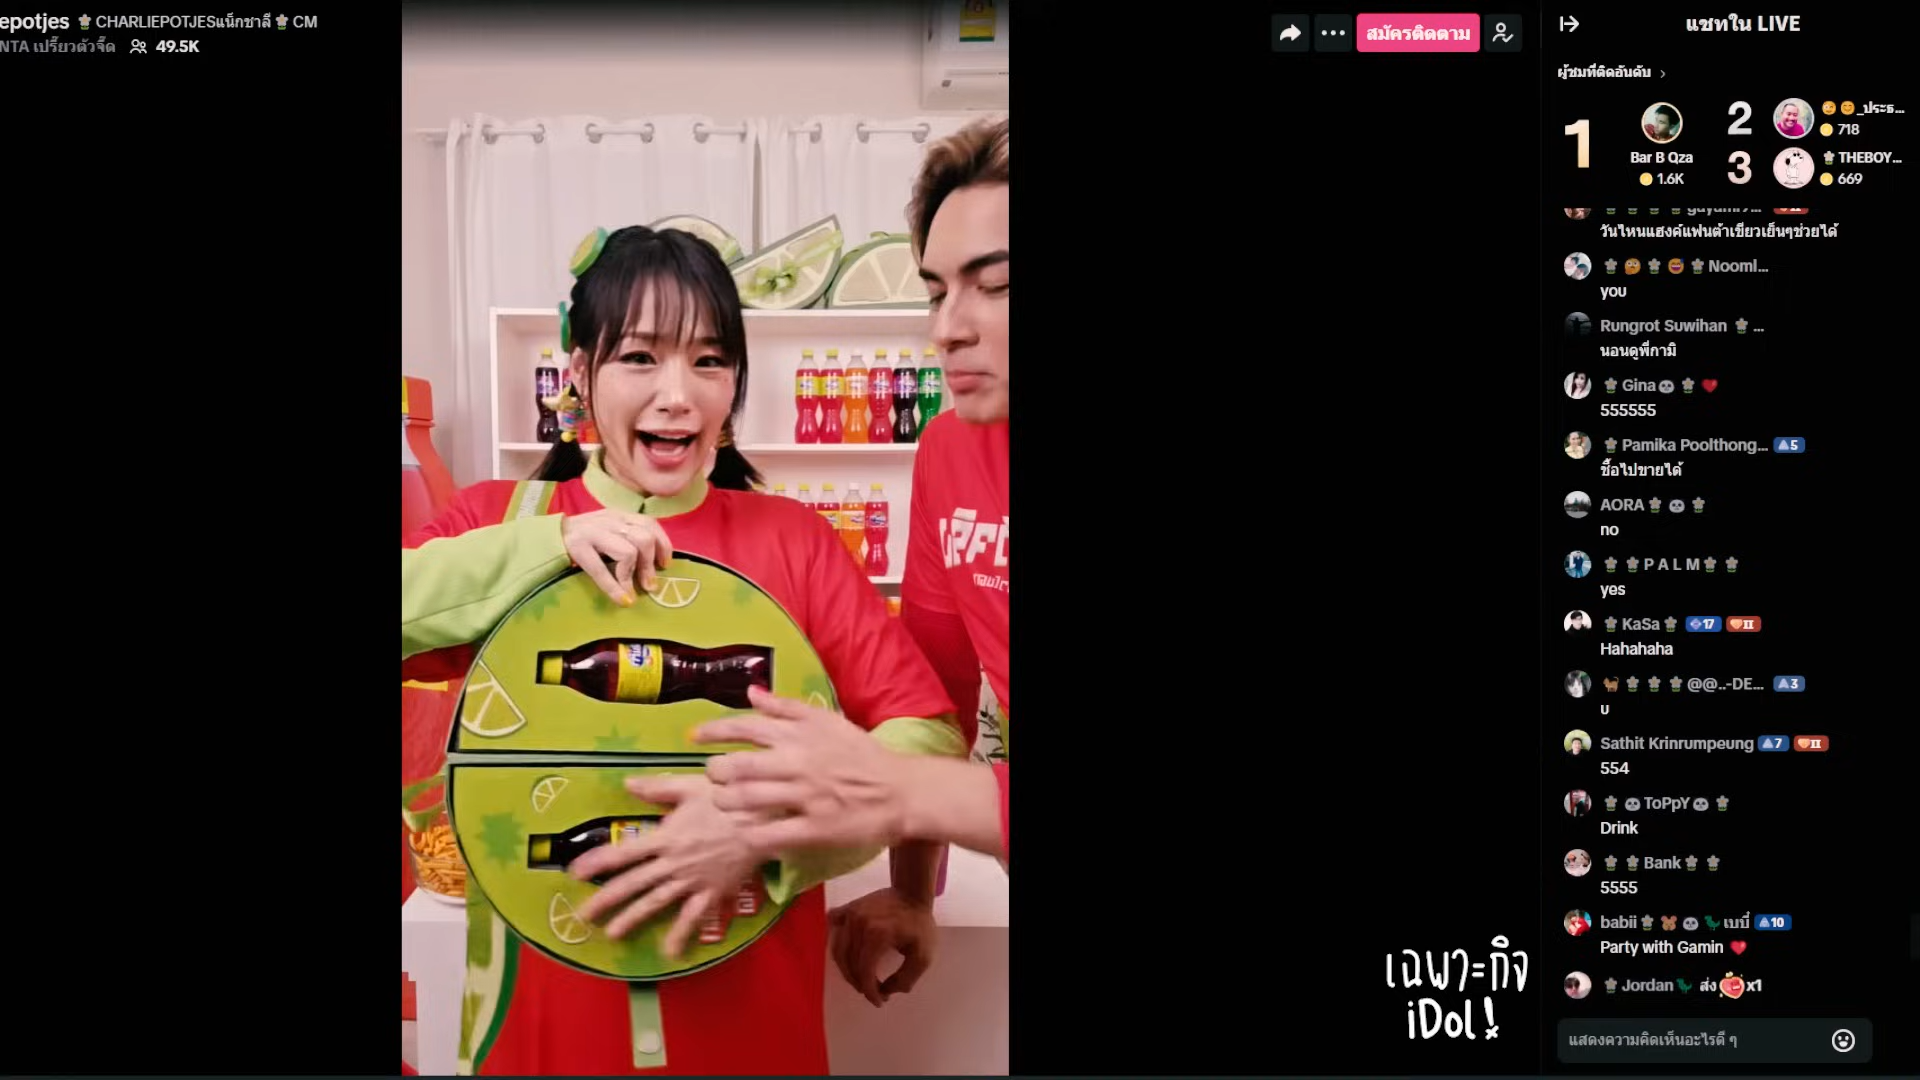 epotjes CHARLIEPOTJESแน็กชาลีCM
NTA เปรี้ยวตัวจี๊ด 49.5K
สมัครติดตาม
แชทใน LIVE
ผู้ชมที่ติดอันดับ
1
Bar B Qza
1.6K
2
_ประธ...
718
3
THEBOY...
669
วันไหนแฮงค์แฟนต้าเขียวเย็นๆช่วยได้
Nooml...
you
Rungrot Suwihan ...
นอนดูพี่กามิ
Gina
555555
Pamika Poolthong... 5
ซื้อไปขายได้
AORA
no
P A L M
yes
KaSa 17 II
Hahahaha
@@..-DE... 3
u
Sathit Krinrumpeung 7 II
554
ToPpY
Drink
Bank
5555
babii เบบี๋ 10
Party with Gamin
Jordan ส่ง x1
แสดงความคิดเห็นอะไรดี ๆ
เฉพาะกิจ
iDol!